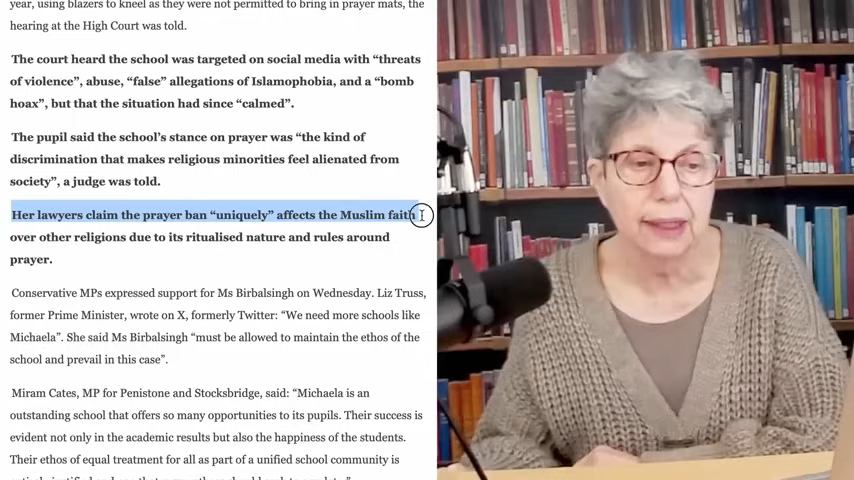 year, using blazers to kneel as they were not permitted to bring in prayer mats, the
hearing at the High Court was told.
The court heard the school was targeted on social media with “threats
of violence”, abuse, “false” allegations of Islamophobia, and a “bomb
hoax”, but that the situation had since “calmed”.
The pupil said the school’s stance on prayer was “the kind of
discrimination that makes religious minorities feel alienated from
society”, a judge was told.
Her lawyers claim the prayer ban “uniquely” affects the Muslim faith
over other religions due to its ritualised nature and rules around
prayer.
Conservative MPs expressed support for Ms Birbalsingh on Wednesday. Liz Truss,
former Prime Minister, wrote on X, formerly Twitter: “We need more schools like
Michaela”. She said Ms Birbalsingh “must be allowed to maintain the ethos of the
school and prevail in this case”.
Miram Cates, MP for Penistone and Stocksbridge, said: “Michaela is an
outstanding school that offers so many opportunities to its pupils. Their success is
evident not only in the academic results but also the happiness of the students.
Their ethos of equal treatment for all as part of a unified school community is